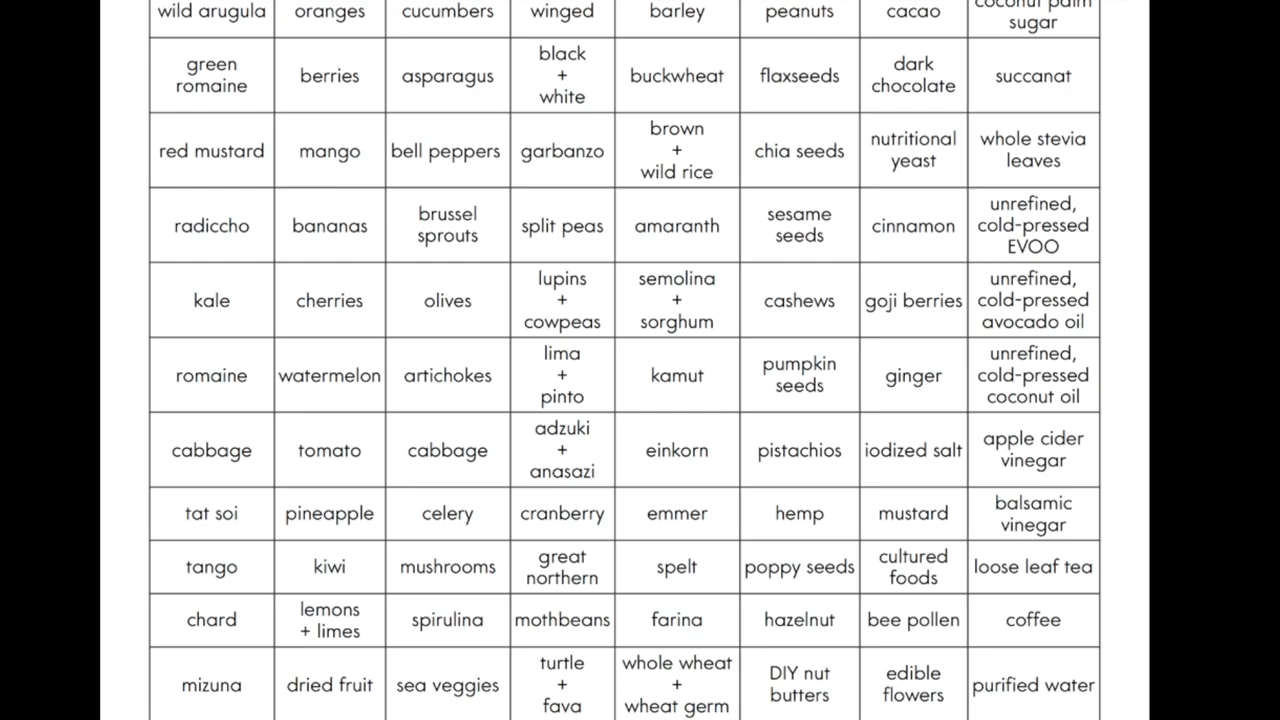 wild arugula oranges cucumbers winged barley peanuts cacao coconut palm sugar
green romaine berries asparagus black + white buckwheat flaxseeds dark chocolate succanat
red mustard mango bell peppers garbanzo brown + wild rice chia seeds nutritional yeast whole stevia leaves
radiccho bananas brussel sprouts split peas amaranth sesame seeds cinnamon unrefined, cold-pressed EVOO
kale cherries olives lupins + cowpeas semolina + sorghum cashews goji berries unrefined, cold-pressed avocado oil
romaine watermelon artichokes lima + pinto kamut pumpkin seeds ginger unrefined, cold-pressed coconut oil
cabbage tomato cabbage adzuki + anasazi einkorn pistachios iodized salt apple cider vinegar
tat soi pineapple celery cranberry emmer hemp mustard balsamic vinegar
tango kiwi mushrooms great northern spelt poppy seeds cultured foods loose leaf tea
chard lemons + limes spirulina mothbeans farina hazelnut bee pollen coffee
mizuna dried fruit sea veggies turtle + fava whole wheat + wheat germ DIY nut butters edible flowers purified water